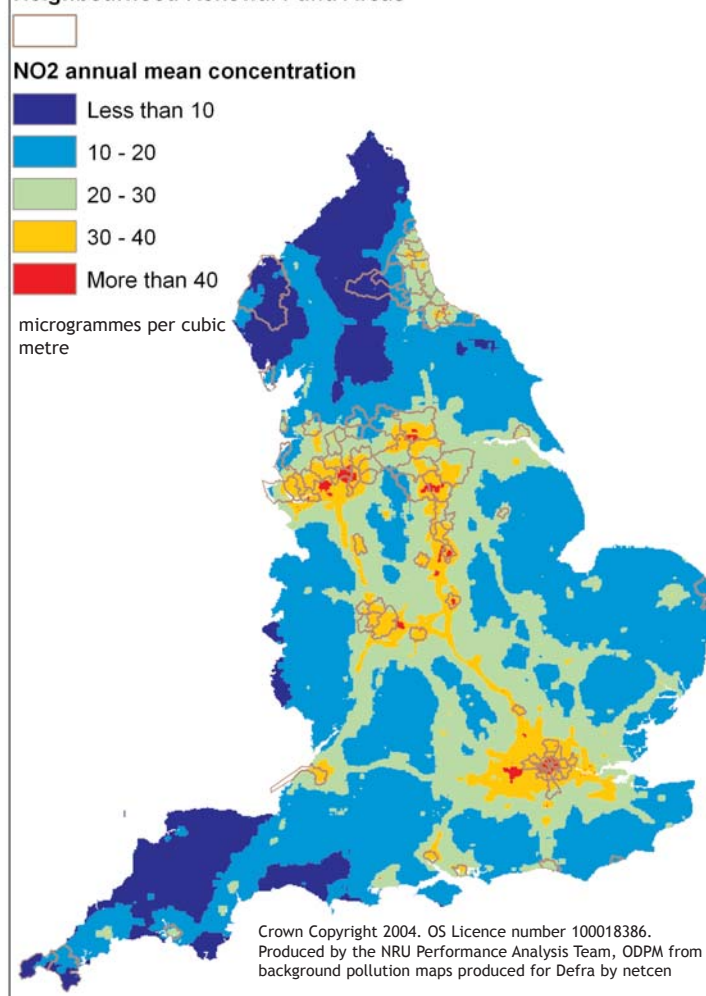 NO2 annual mean concentration
Less than 10
10 - 20
20 - 30
30 - 40
More than 40
microgrammes per cubic
metre
Crown Copyright 2004. OS Licence number 100018386.
Produced by the NRU Performance Analysis Team, ODPM from
background pollution maps produced for Defra by netcen